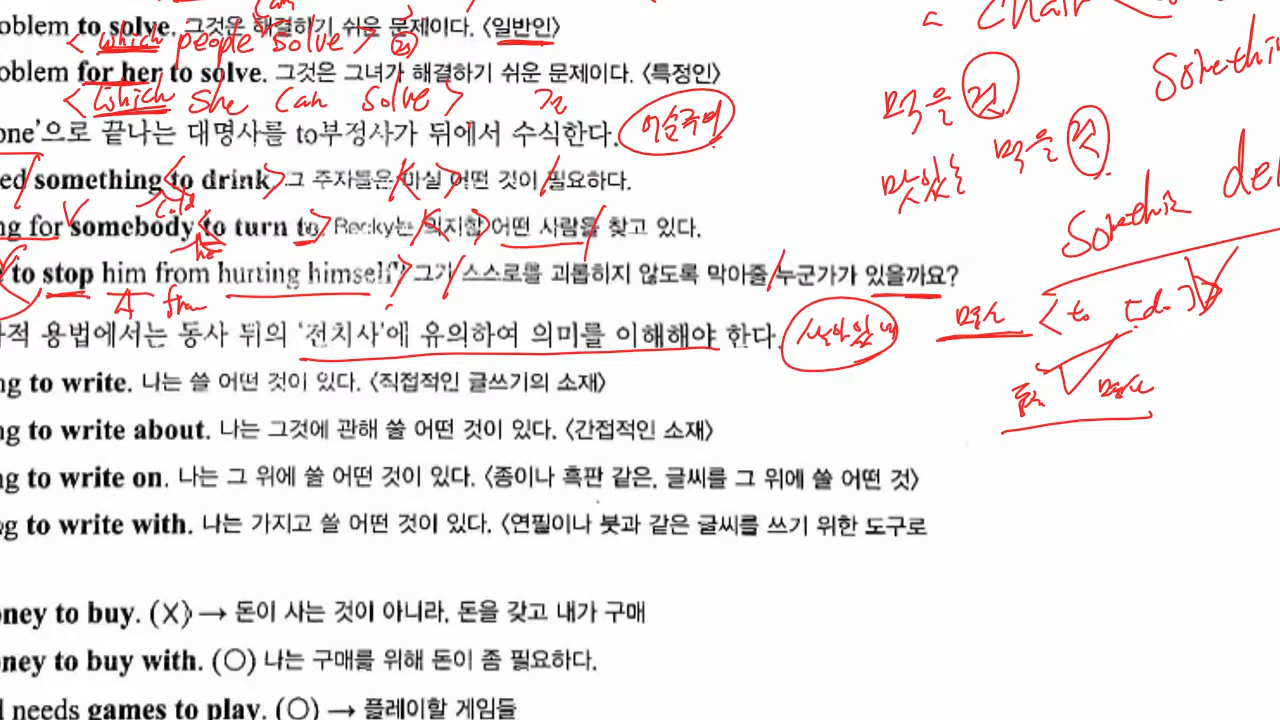 oblem to solve. 그것은 해결하기 쉬운 문제이다. <일반인>
< which people can solve >
oblem for her to solve. 그것은 그녀가 해결하기 쉬운 문제이다. <특정인>
< which she can solve >
one'으로 끝나는 대명사를 to부정사가 뒤에서 수식한다.
ed something to drink 그 주자들은 마실 어떤 것이 필요하다.
cold
ng for somebody to turn to Recky는 의지할 어떤 사람을 찾고 있다.
to stop him from hurting himself? 그가 스스로를 괴롭히지 않도록 막아줄 누군가가 있을까요?
A from
사적 용법에서는 동사 뒤의 '전치사'에 유의하여 의미를 이해해야 한다.
ng to write. 나는 쓸 어떤 것이 있다. <직접적인 글쓰기의 소재>
ng to write about. 나는 그것에 관해 쓸 어떤 것이 있다. <간접적인 소재>
ng to write on. 나는 그 위에 쓸 어떤 것이 있다. <종이나 흑판 같은, 글씨를 그 위에 쓸 어떤 것>
ng to write with. 나는 가지고 쓸 어떤 것이 있다. <연필이나 붓과 같은 글씨를 쓰기 위한 도구로
oney to buy. (X) → 돈이 사는 것이 아니라, 돈을 갖고 내가 구매
oney to buy with. (○) 나는 구매를 위해 돈이 좀 필요하다.
d needs games to play. (○) → 플레이할 게임들
a chair
somethi
먹을 것
맛있는 먹을 것
somethi del
명사 < to [do] >
명사